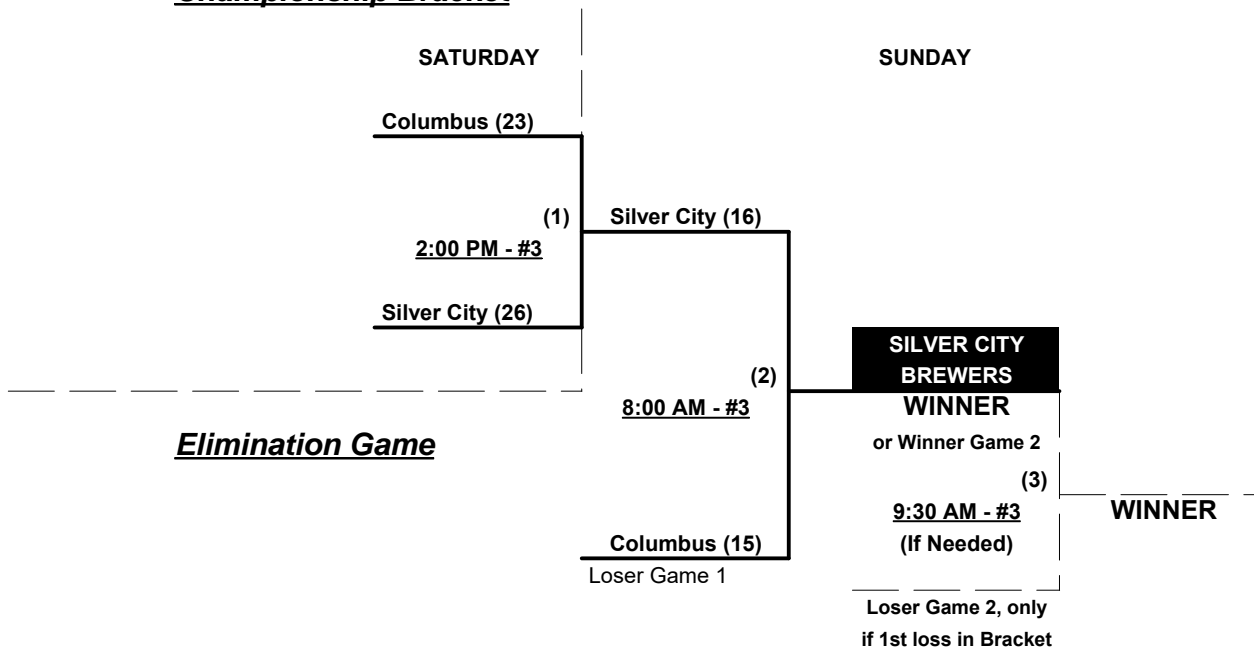 Championship Bracket
SATURDAY
SUNDAY
Columbus (23)
(1)
Silver City (16)
2:00 PM - #3
Silver City (26)
SILVER CITY
BREWERS
(2)
8:00 AM - #3
WINNER
or Winner Game 2
Elimination Game
(3)
9:30 AM - #3
WINNER
(If Needed)
Columbus (15)
Loser Game 1
Loser Game 2, only
if 1st loss in Bracket